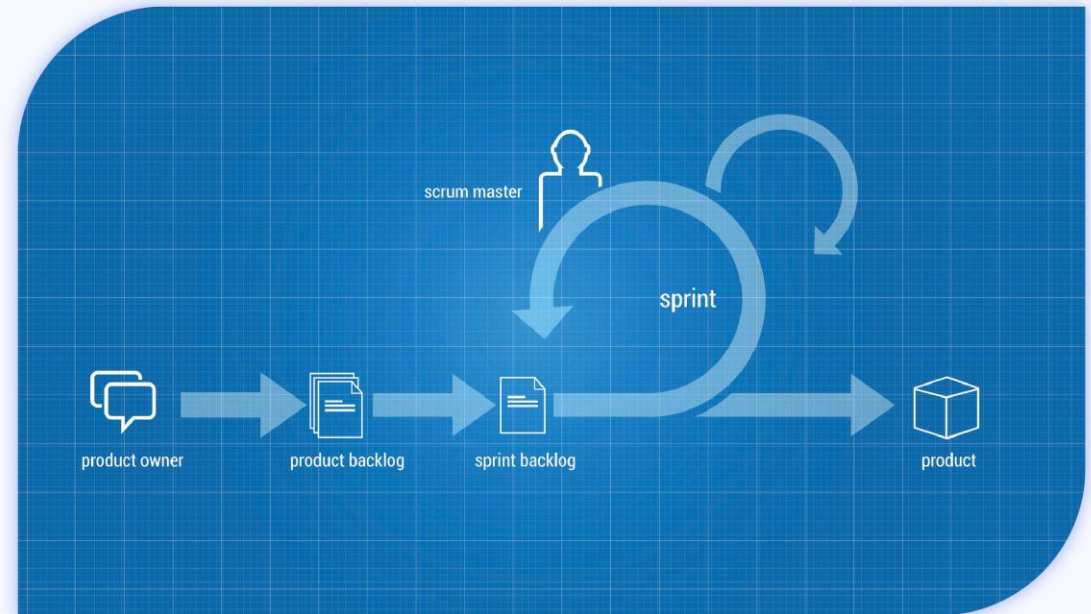 scrum master
sprint
product owner
product backlog
sprint backlog
product